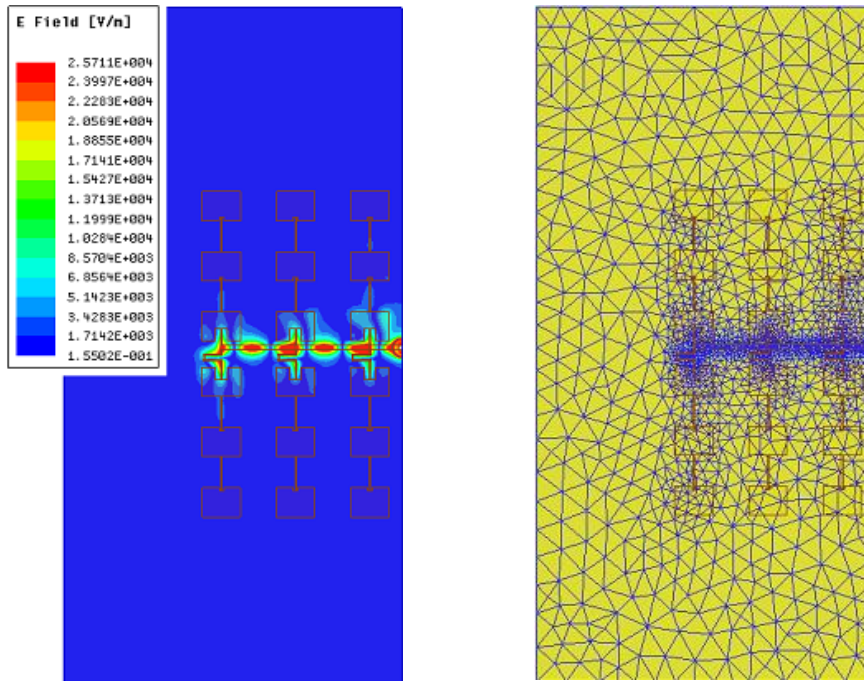 E Field [V/m]
2.5711E+004
2.3997E+004
2.2283E+004
2.0569E+004
1.8855E+004
1.7141E+004
1.5427E+004
1.3713E+004
1.1999E+004
1.0284E+004
8.5704E+003
6.8564E+003
5.1423E+003
3.4283E+003
1.7142E+003
1.5502E-001